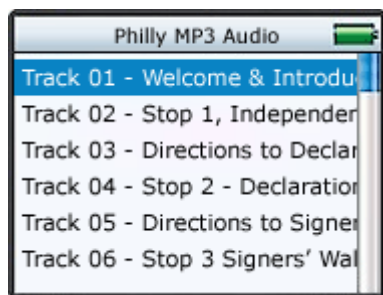 Philly MP3 Audio
Track 01 - Welcome & Introdu
Track 02 - Stop 1, Independen
Track 03 - Directions to Declar
Track 04 - Stop 2 - Declaration
Track 05 - Directions to Signer
Track 06 - Stop 3 Signers’ Wal